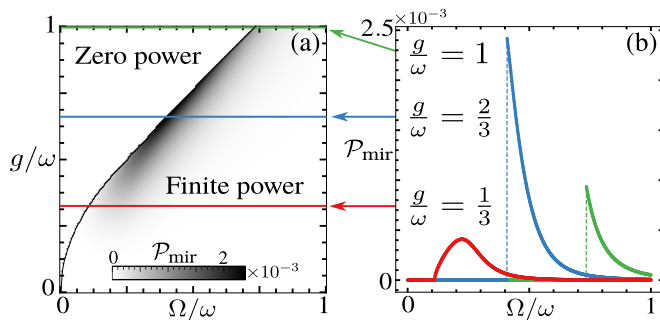 1
Zero power
(a)
g/ω
Finite power
0 𝒫mir 2
×10⁻³
0
0 Ω/ω 1
2.5 ×10⁻³
(b)
g/ω = 1
g/ω = 2/3
𝒫mir
g/ω = 1/3
0
0 Ω/ω 1